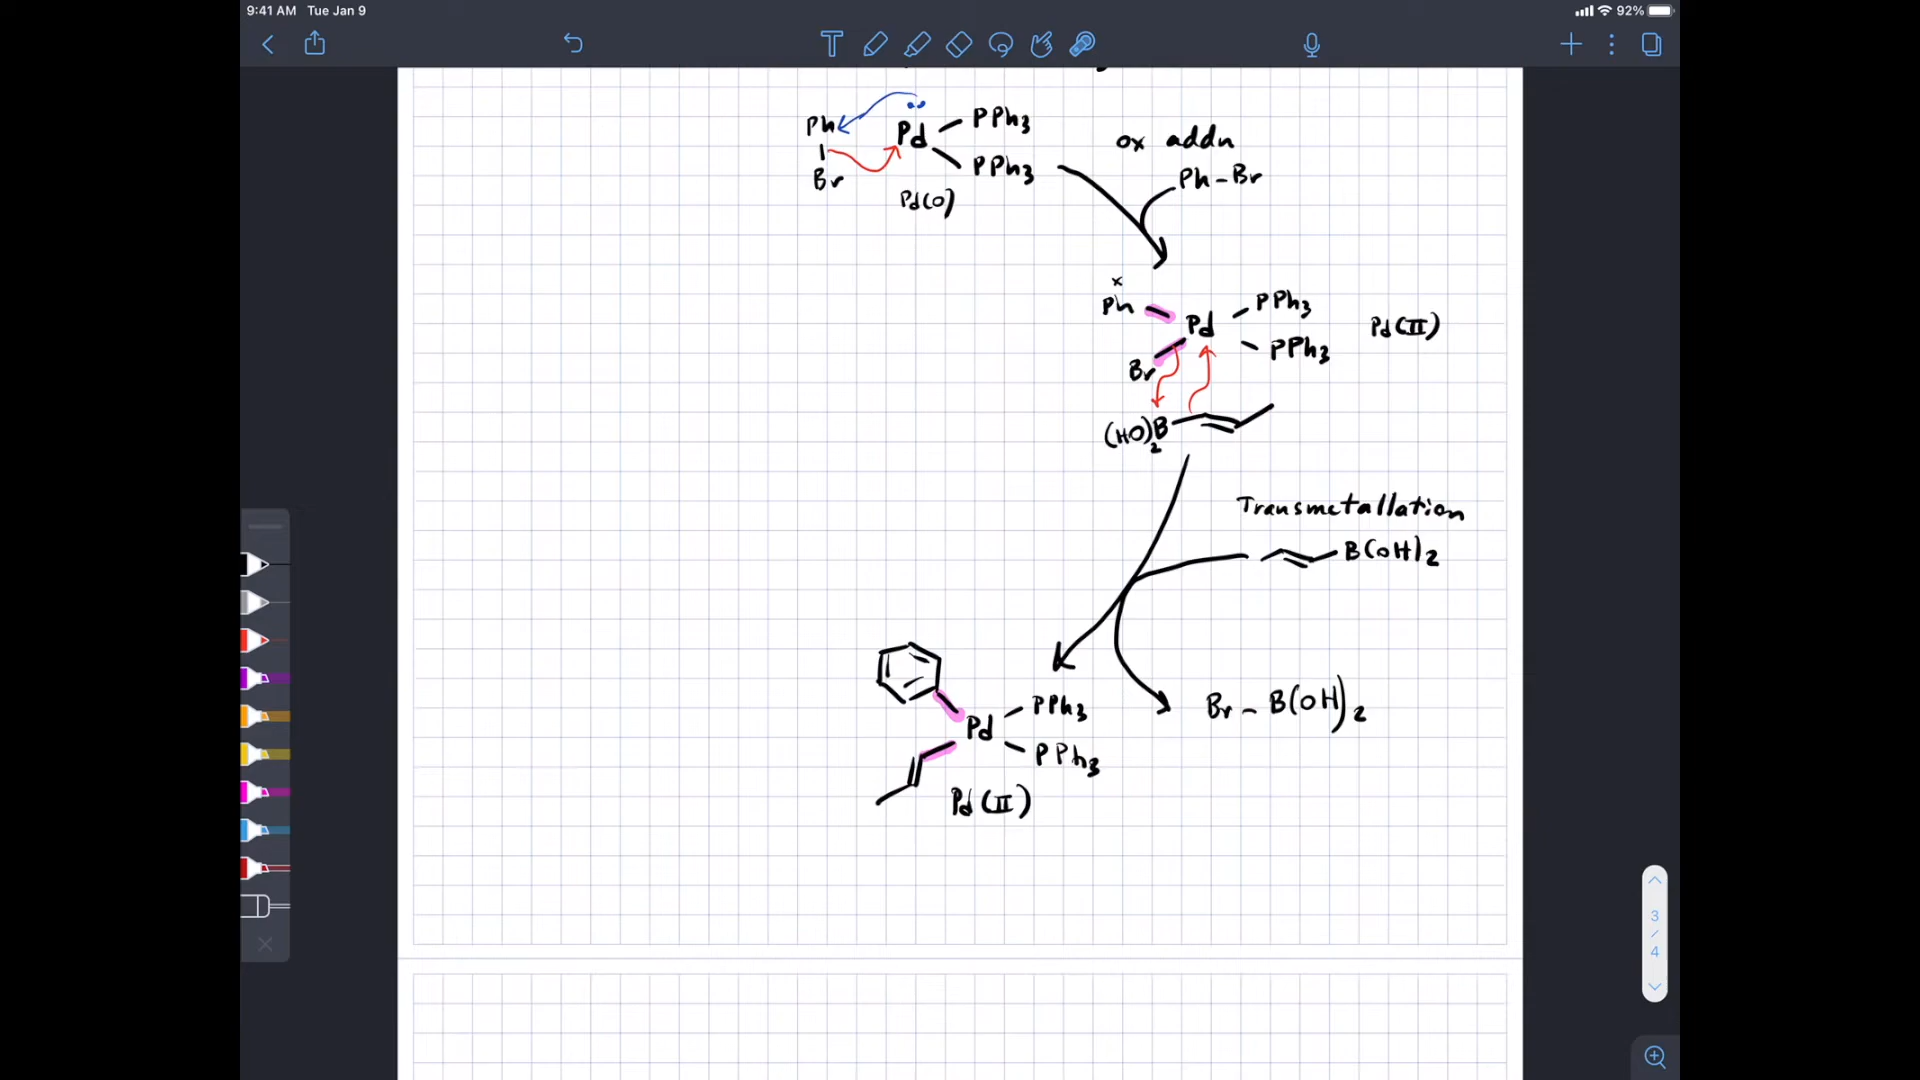 9:41 AM Tue Jan 9
92%
Ph
Pd
PPh3
PPh3
Br
Pd(0)
ox addn
Ph-Br
x
Ph
Pd
PPh3
PPh3
Br
Pd(II)
(HO)2B
Transmetallation
B(OH)2
Pd
PPh3
PPh3
Pd(II)
Br-B(OH)2
3
/
4